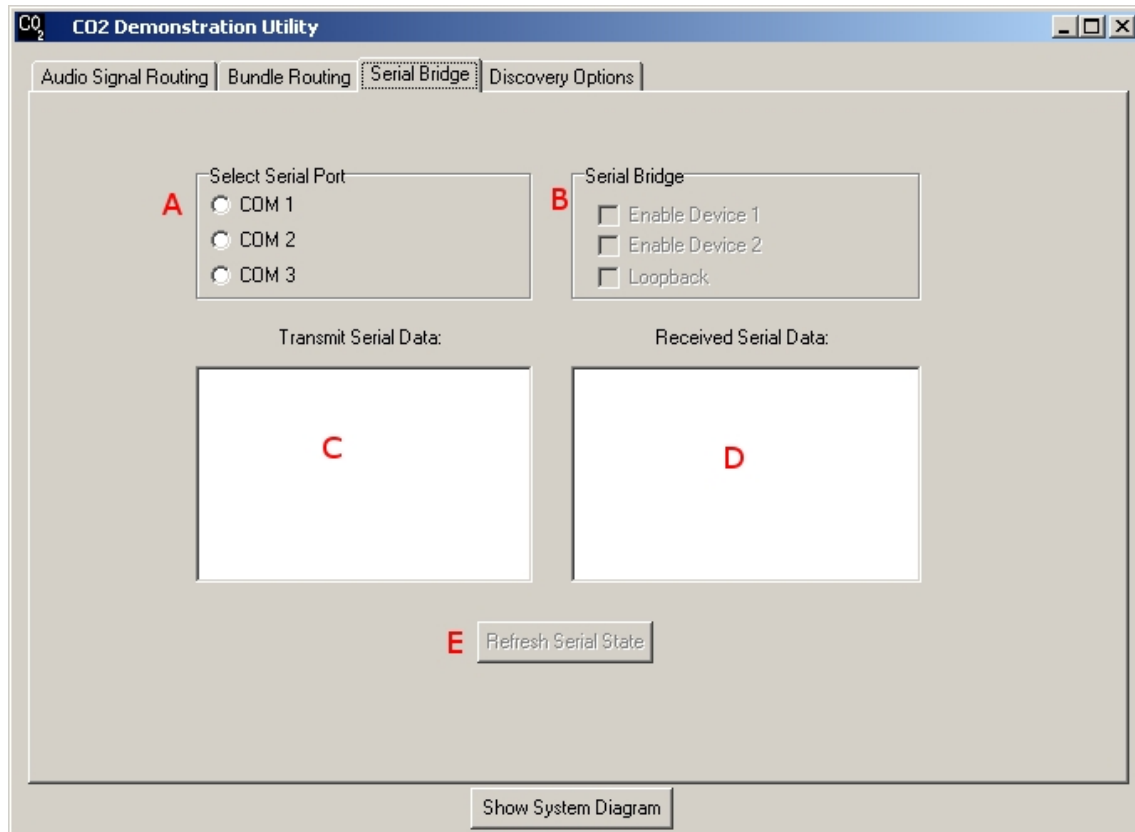 CO2 CO2 Demonstration Utility
Audio Signal Routing Bundle Routing Serial Bridge Discovery Options
Select Serial Port
A COM 1
COM 2
COM 3
Serial Bridge
B Enable Device 1
Enable Device 2
Loopback
Transmit Serial Data:
C
Received Serial Data:
D
E Refresh Serial State
Show System Diagram